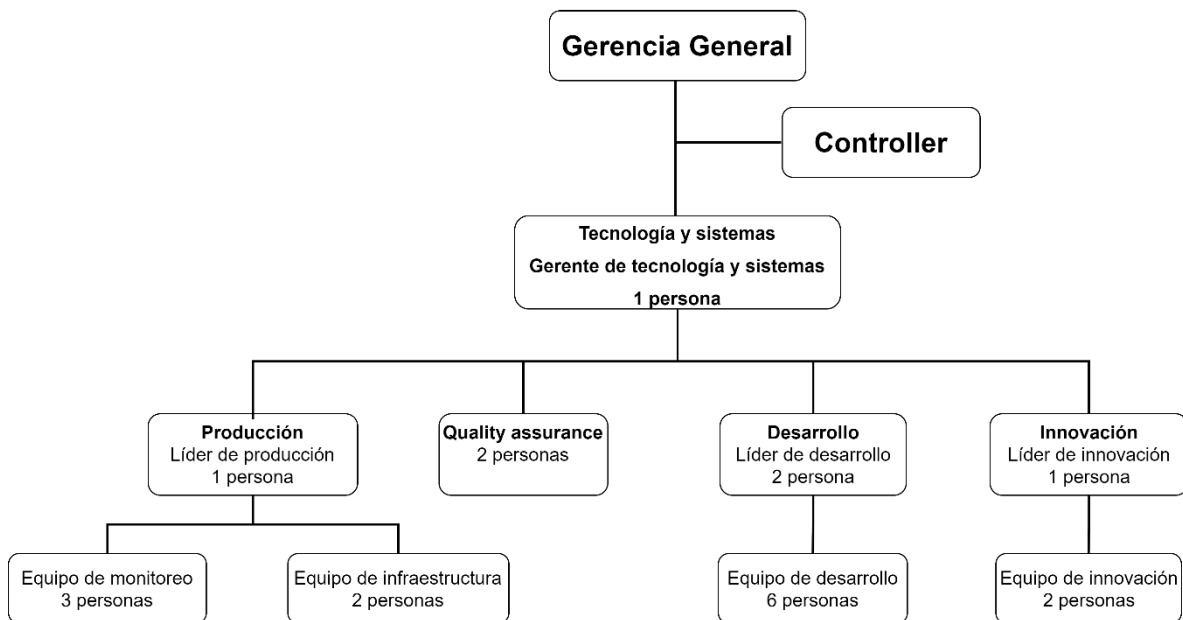 Gerencia General
Controller
Tecnología y sistemas
Gerente de tecnología y sistemas
1 persona
Producción
Líder de producción
1 persona
Quality assurance
2 personas
Desarrollo
Líder de desarrollo
2 persona
Innovación
Líder de innovación
1 persona
Equipo de monitoreo
3 personas
Equipo de infraestructura
2 personas
Equipo de desarrollo
6 personas
Equipo de innovación
2 personas